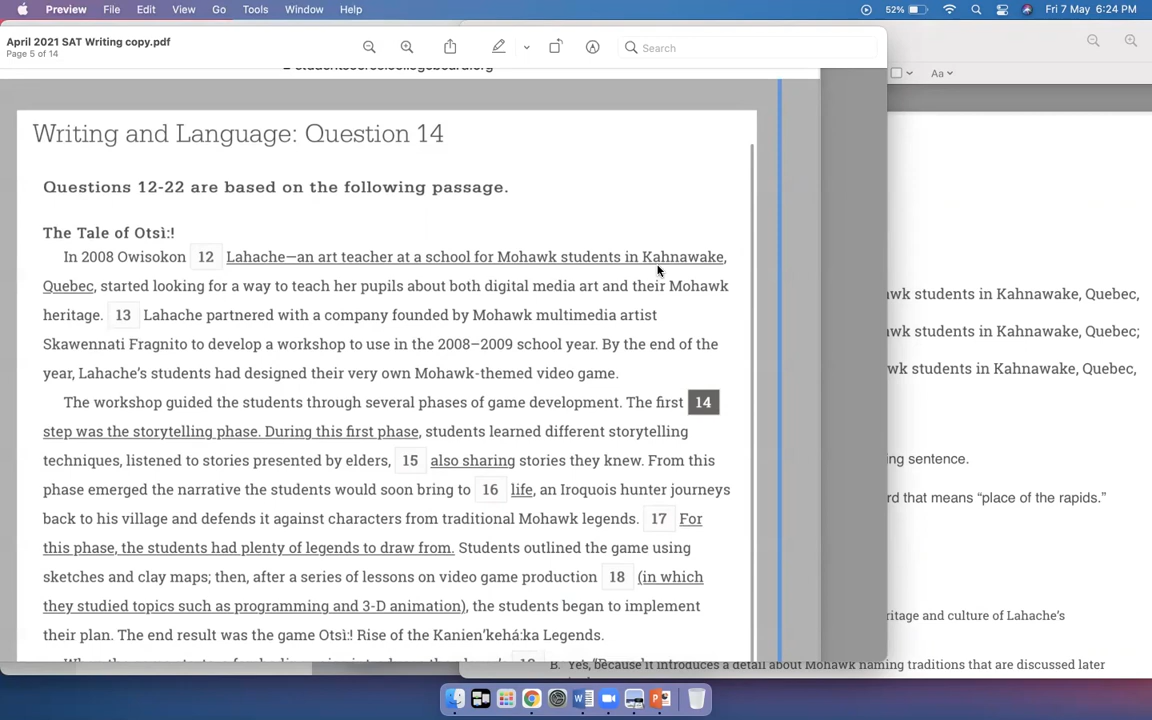 Preview File Edit View Go Tools Window Help 52% Fri 7 May 6:24 PM
April 2021 SAT Writing copy.pdf
Page 5 of 14
Search
Aa
Writing and Language: Question 14
Questions 12-22 are based on the following passage.
The Tale of Otsì:!
In 2008 Owisokon 12 Lahache—an art teacher at a school for Mohawk students in Kahnawake,
Quebec, started looking for a way to teach her pupils about both digital media art and their Mohawk
heritage. 13 Lahache partnered with a company founded by Mohawk multimedia artist
Skawennati Fragnito to develop a workshop to use in the 2008–2009 school year. By the end of the
year, Lahache's students had designed their very own Mohawk-themed video game.
The workshop guided the students through several phases of game development. The first 14
step was the storytelling phase. During this first phase, students learned different storytelling
techniques, listened to stories presented by elders, 15 also sharing stories they knew. From this
phase emerged the narrative the students would soon bring to 16 life, an Iroquois hunter journeys
back to his village and defends it against characters from traditional Mohawk legends. 17 For
this phase, the students had plenty of legends to draw from. Students outlined the game using
sketches and clay maps; then, after a series of lessons on video game production 18 (in which
they studied topics such as programming and 3-D animation), the students began to implement
their plan. The end result was the game Otsì:! Rise of the Kanien'kehá:ka Legends.
awk students in Kahnawake, Quebec,
awk students in Kahnawake, Quebec;
awk students in Kahnawake, Quebec,
ing sentence.
rd that means “place of the rapids.”
ritage and culture of Lahache's
B. Yes, because it introduces a detail about Mohawk naming traditions that are discussed later